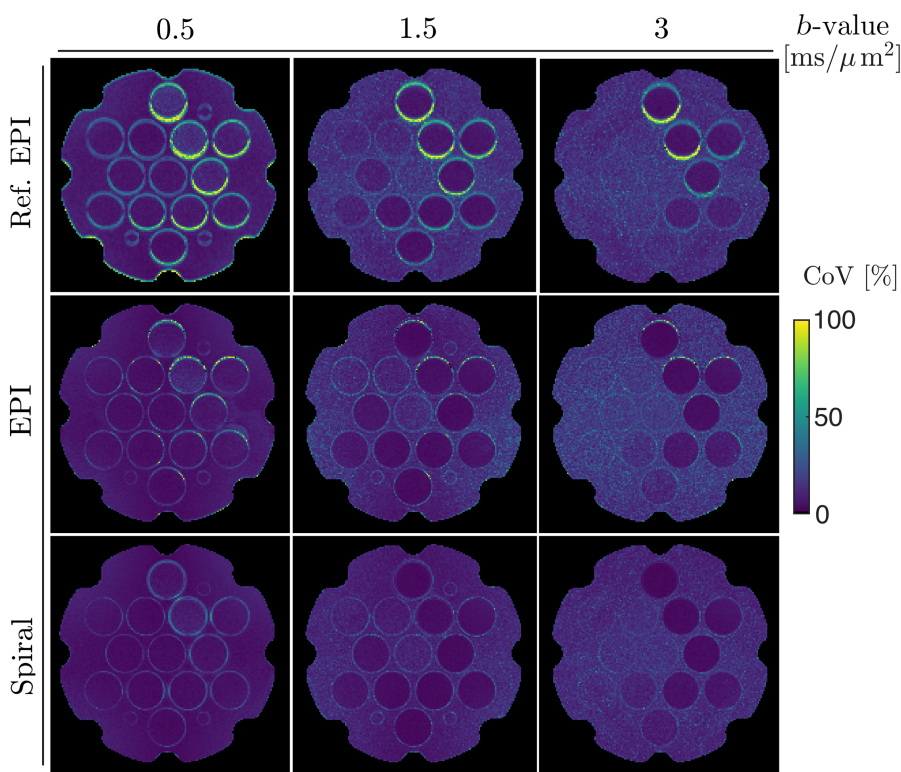 0.5 1.5 3 b-value
[ms/μm²]
Ref. EPI
EPI
Spiral
CoV [%]
100
50
0